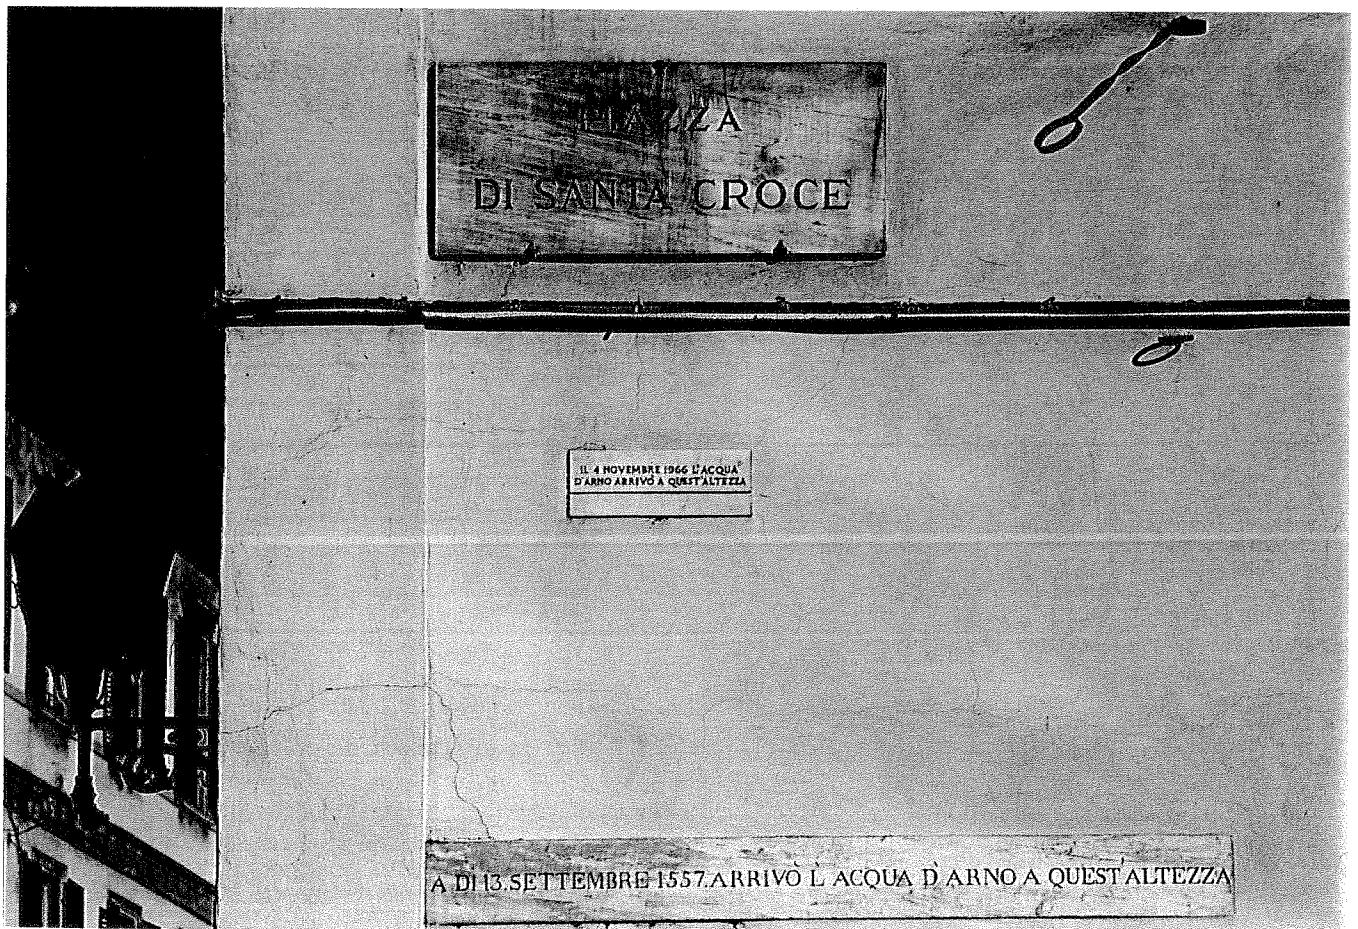 PIAZZA
DI SANTA CROCE
IL 4 NOVEMBRE 1966 L'ACQUA
D'ARNO ARRIVÒ A QUEST'ALTEZZA
A DI 13. SETTEMBRE 1557. ARRIVÒ L' ACQUA D' ARNO A QUEST'ALTEZZA